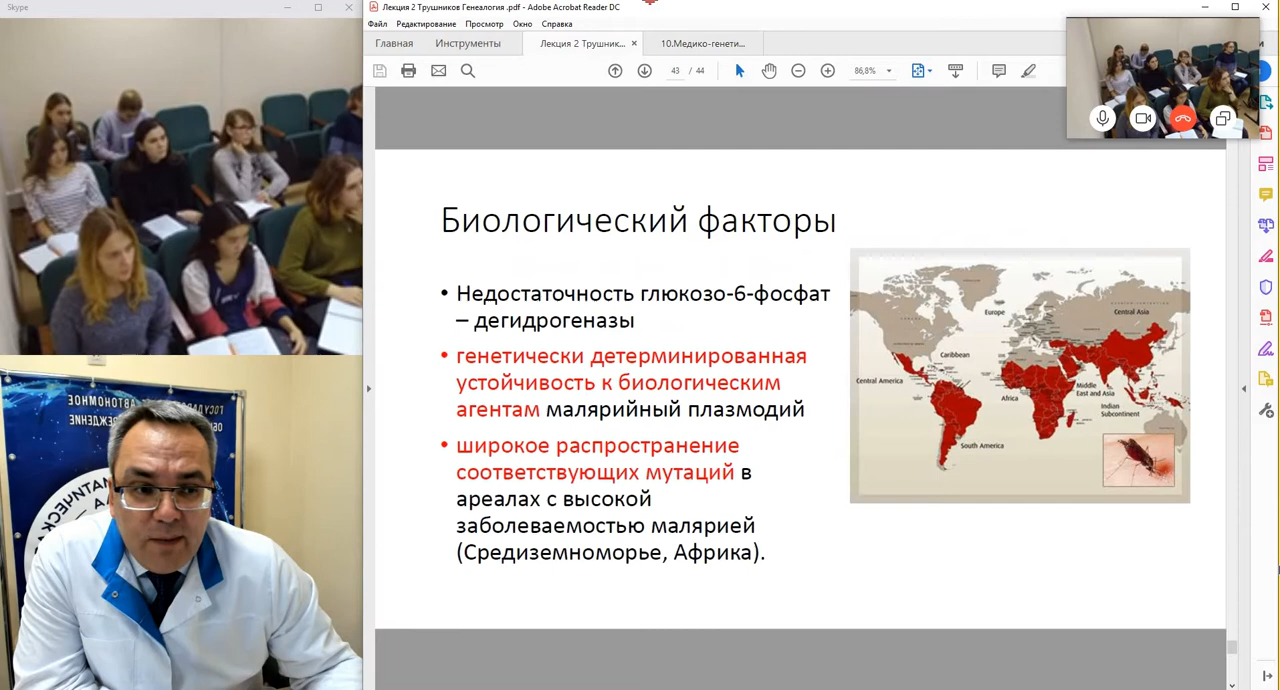 Skype
Лекция 2 Трушников Генеалогия .pdf - Adobe Acrobat Reader DC
Файл Редактирование Просмотр Окно Справка
Главная Инструменты Лекция 2 Трушник... × 10.Медико-генети...
43 / 44 86,8%
Биологический факторы
• Недостаточность глюкозо-6-фосфат
– дегидрогеназы
• генетически детерминированная
устойчивость к биологическим
агентам малярийный плазмодий
• широкое распространение
соответствующих мутаций в
ареалах с высокой
заболеваемостью малярией
(Средиземноморье, Африка).
Europe
Central Asia
Caribbean
Central America
Africa
Middle
East and Asia
Indian
Subcontinent
South America